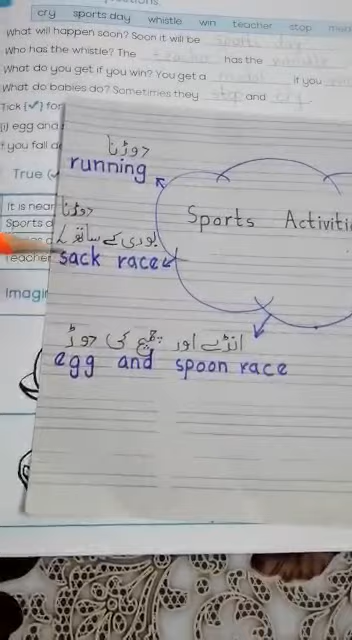 cry sports day whistle win teacher stop
What will happen soon? Soon it will be sports day
Who has the whistle? The teacher has the whistle
What do you get if you win? You get a medal if you
What do babies do? Sometimes they stop and cry.
Tick (✓) for
(i) egg and
f you fall d
True (✓
It is near
Sports d
Teacher
Imagin
دوڑنا
running
Sports Activiti
دوڑنا
بوری کے ساتھ
sack race
انڈے اور چمچ کی دوڑ
egg and spoon race